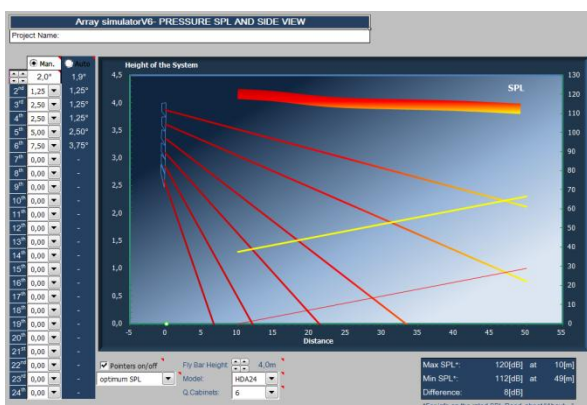 Array simulatorV6- PRESSURE SPL AND SIDE VIEW
Project Name:
Man. Auto
2,0° 1,9°
2nd 1,25 1,25°
3rd 2,50 1,25°
4th 2,50 1,25°
5th 5,00 2,50°
6th 7,50 3,75°
7th 0,00 -
8th 0,00 -
9th 0,00 -
10th 0,00 -
11th 0,00 -
12th 0,00 -
13th 0,00 -
14th 0,00 -
15th 0,00 -
16th 0,00 -
17th 0,00 -
18th 0,00 -
19th 0,00 -
20th 0,00 -
21st 0,00 -
22nd 0,00 -
23rd 0,00 -
24th 0,00 -
Height of the System
SPL
4,5
4,0
3,5
3,0
2,5
2,0
1,5
1,0
0,5
0,0
130
120
110
100
90
80
70
60
50
40
30
20
10
0
-5 0 5 10 15 20 25 30 35 40 45 50 55
Distance
Pointers on/off
optimum SPL
Fly Bar Height: 4,0m
Model: HDA24
Q.Cabinets: 6
Max SPL*: 120[dB] at 10[m]
Min SPL*: 112[dB] at 49[m]
Difference: 8[dB]